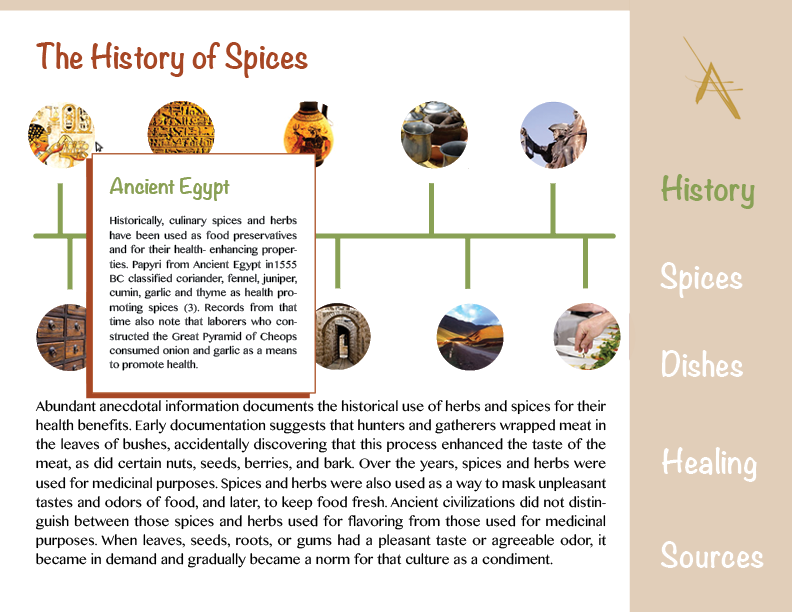 The History of Spices
Ancient Egypt
Historically, culinary spices and herbs
have been used as food preservatives
and for their health- enhancing proper-
ties. Papyri from Ancient Egypt in1555
BC classified coriander, fennel, juniper,
cumin, garlic and thyme as health pro-
moting spices (3). Records from that
time also note that laborers who con-
structed the Great Pyramid of Cheops
consumed onion and garlic as a means
to promote health.
Abundant anecdotal information documents the historical use of herbs and spices for their
health benefits. Early documentation suggests that hunters and gatherers wrapped meat in
the leaves of bushes, accidentally discovering that this process enhanced the taste of the
meat, as did certain nuts, seeds, berries, and bark. Over the years, spices and herbs were
used for medicinal purposes. Spices and herbs were also used as a way to mask unpleasant
tastes and odors of food, and later, to keep food fresh. Ancient civilizations did not distin-
guish between those spices and herbs used for flavoring from those used for medicinal
purposes. When leaves, seeds, roots, or gums had a pleasant taste or agreeable odor, it
became in demand and gradually became a norm for that culture as a condiment.
History
Spices
Dishes
Healing
Sources